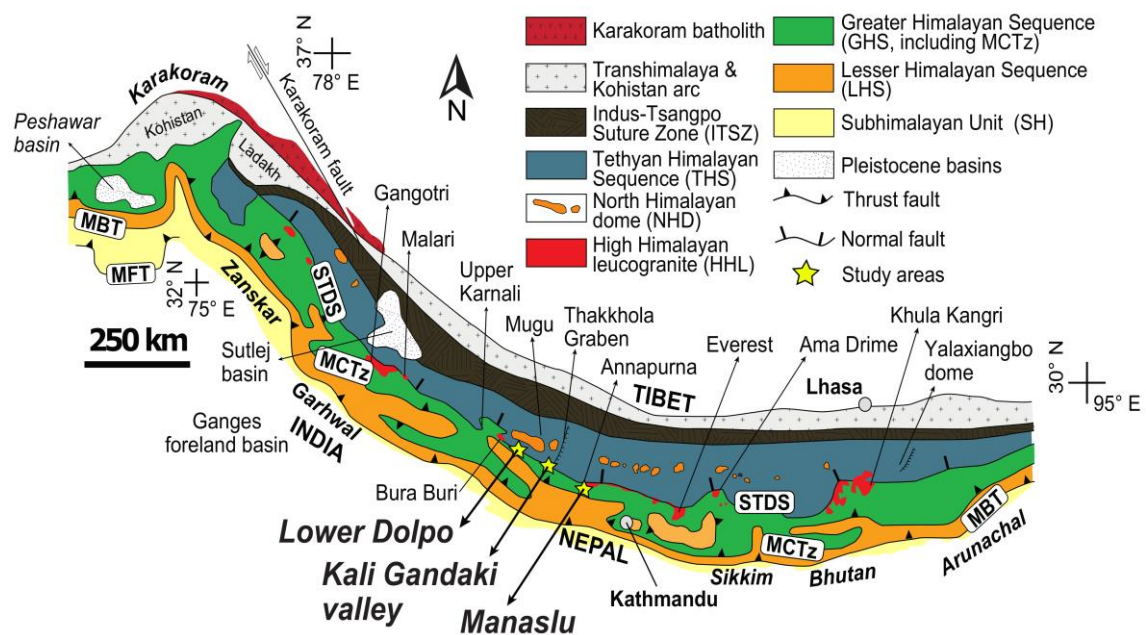 37° N
78° E
Karakoram
Karakoram fault
Peshawar
basin
Kohistan
Ladakh
N
Gangotri
Malari
MBT
MFT
32° N
75° E
Zanskar
STDS
Upper
Karnali
Mugu
Thakkhola
Graben
Annapurna
Everest
Ama Drime
Khula Kangri
Yalaxiangbo
dome
250 km
Sutlej
basin
MCTz
Garhwal
INDIA
Ganges
foreland basin
TIBET
Lhasa
30° N
95° E
Bura Buri
Lower Dolpo
Kali Gandaki
valley
Manaslu
NEPAL
Kathmandu
STDS
MCTz
Sikkim
Bhutan
MBT
Arunachal
Karakoram batholith
Transhimalaya &
Kohistan arc
Indus-Tsangpo
Suture Zone (ITSZ)
Tethyan Himalayan
Sequence (THS)
North Himalayan
dome (NHD)
High Himalayan
leucogranite (HHL)
Greater Himalayan Sequence
(GHS, including MCTz)
Lesser Himalayan Sequence
(LHS)
Subhimalayan Unit (SH)
Pleistocene basins
Thrust fault
Normal fault
Study areas